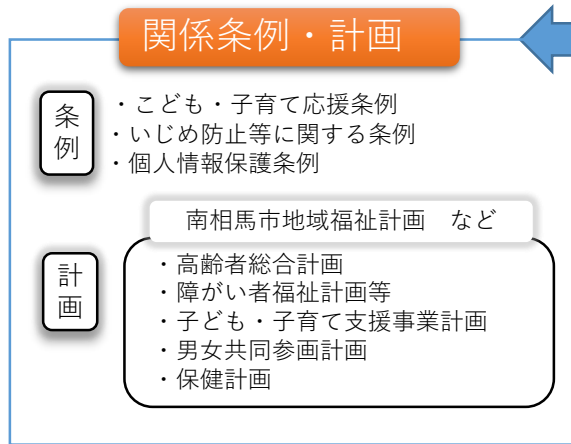 関係条例・計画
条例
・こども・子育て応援条例
・いじめ防止等に関する条例
・個人情報保護条例
南相馬市地域福祉計画　など
計画
・高齢者総合計画
・障がい者福祉計画等
・子ども・子育て支援事業計画
・男女共同参画計画
・保健計画